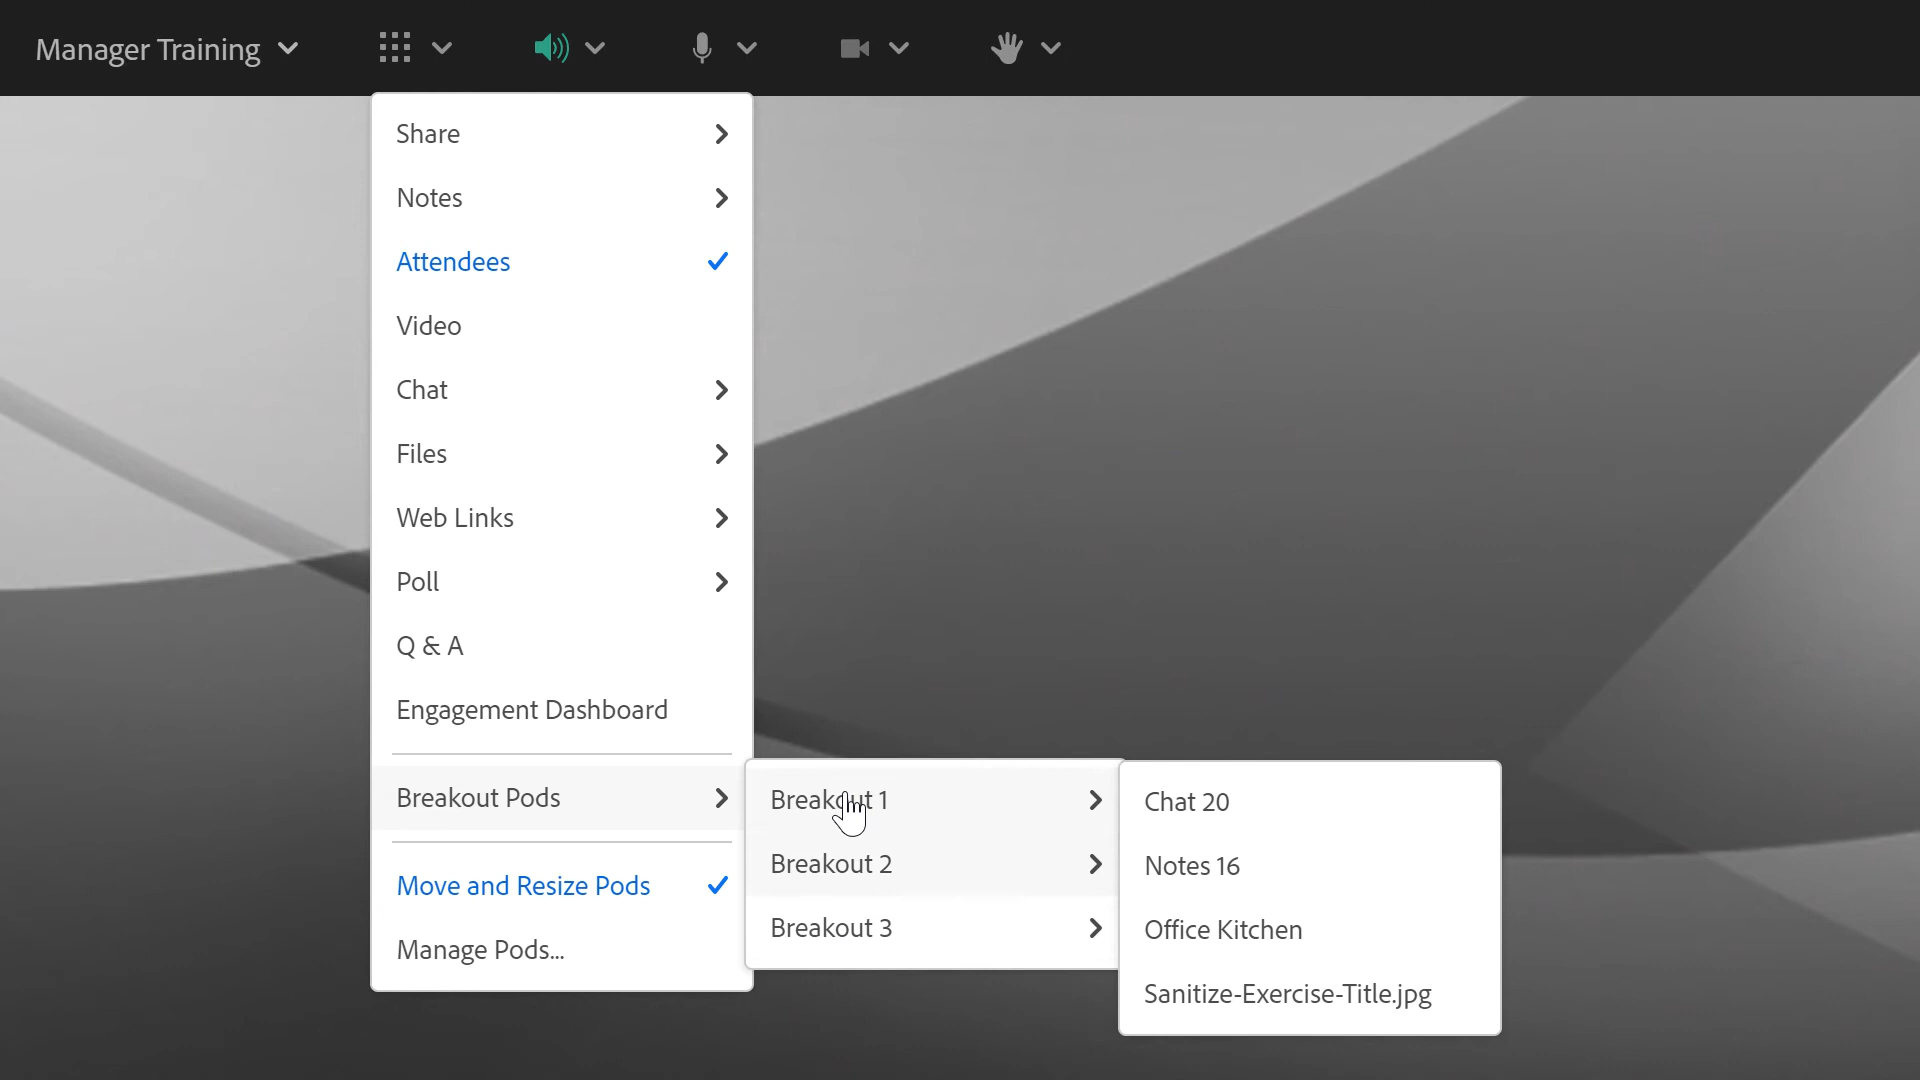 Manager Training
Share
Notes
Attendees
Video
Chat
Files
Web Links
Poll
Q & A
Engagement Dashboard
Breakout Pods
Move and Resize Pods
Manage Pods...
Breakout 1
Breakout 2
Breakout 3
Chat 20
Notes 16
Office Kitchen
Sanitize-Exercise-Title.jpg